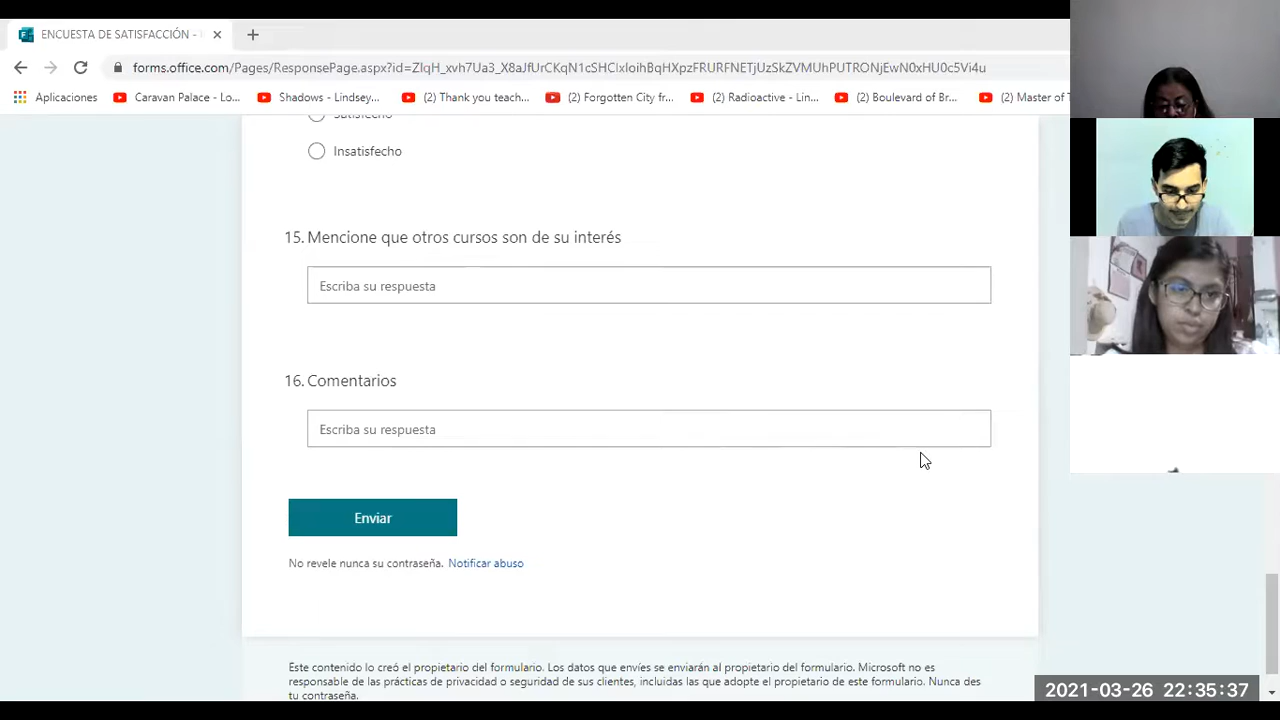 ENCUESTA DE SATISFACCIÓN -
forms.office.com/Pages/ResponsePage.aspx?id=ZIqH_xvh7Ua3_X8aJfUrCKqN1cSHClxIoihBqHXpzFRURFNETjUzSkZVMUhPUTRONjEwN0xHU0c5Vi4u
Aplicaciones Caravan Palace - Lo... Shadows - Lindsey... (2) Thank you teach... (2) Forgotten City fr... (2) Radioactive - Lin... (2) Boulevard of Br... (2) Master of
Satisfecho
Insatisfecho
15. Mencione que otros cursos son de su interés
Escriba su respuesta
16. Comentarios
Escriba su respuesta
Enviar
No revele nunca su contraseña. Notificar abuso
Este contenido lo creó el propietario del formulario. Los datos que envíes se enviarán al propietario del formulario. Microsoft no es
responsable de las prácticas de privacidad o seguridad de sus clientes, incluidas las que adopte el propietario de este formulario. Nunca des
tu contraseña.
2021-03-26 22:35:37